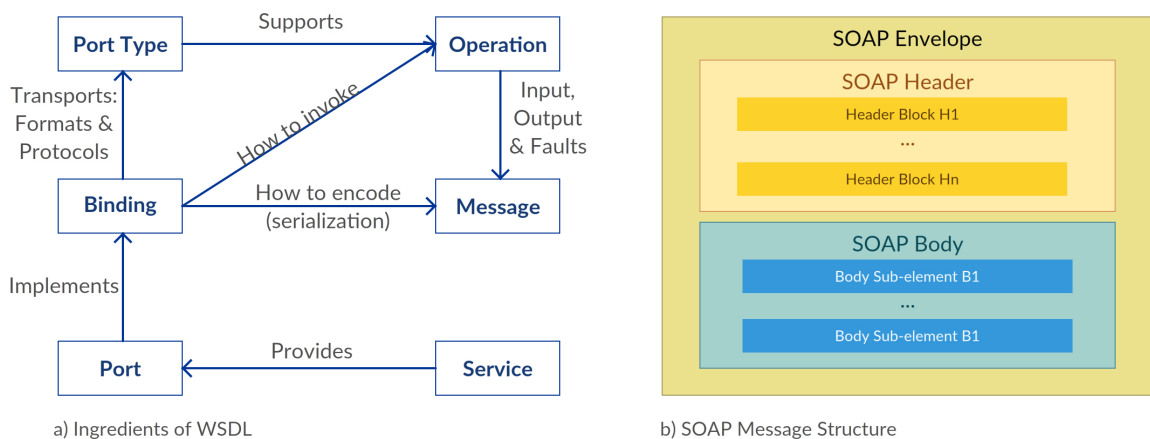 Port Type
Supports
Operation
Transports:
Formats &
Protocols
How to invoke
Input,
Output
& Faults
Binding
How to encode
(serialization)
Message
Implements
Port
Provides
Service
a) Ingredients of WSDL
SOAP Envelope
SOAP Header
Header Block H1
...
Header Block Hn
SOAP Body
Body Sub-element B1
...
Body Sub-element B1
b) SOAP Message Structure